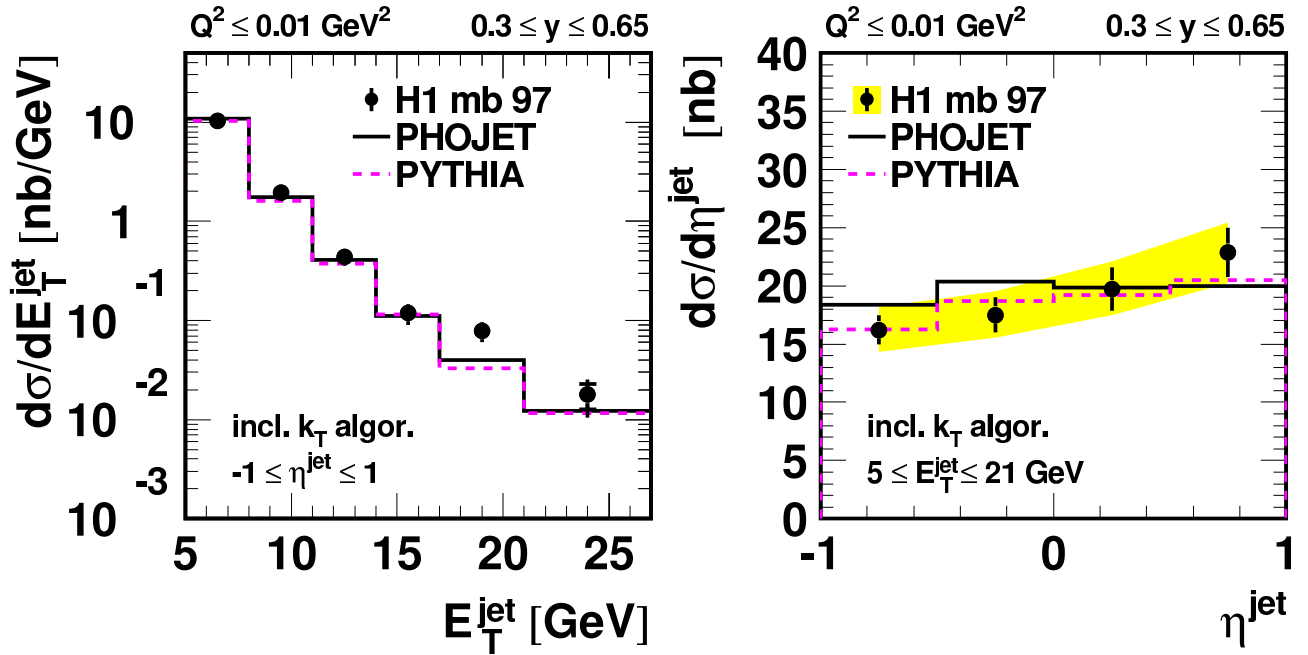 Q² ≤ 0.01 GeV² 0.3 ≤ y ≤ 0.65
dσ/dE_T^jet [nb/GeV]
H1 mb 97
PHOJET
PYTHIA
10
1
10 -1
10 -2
10 -3
incl. k_T algor.
-1 ≤ η^jet ≤ 1
5 10 15 20 25
E_T^jet [GeV]
Q² ≤ 0.01 GeV² 0.3 ≤ y ≤ 0.65
dσ/dη^jet [nb]
H1 mb 97
PHOJET
PYTHIA
40
35
30
25
20
15
10
5
0
incl. k_T algor.
5 ≤ E_T^jet ≤ 21 GeV
-1 0 1
η^jet